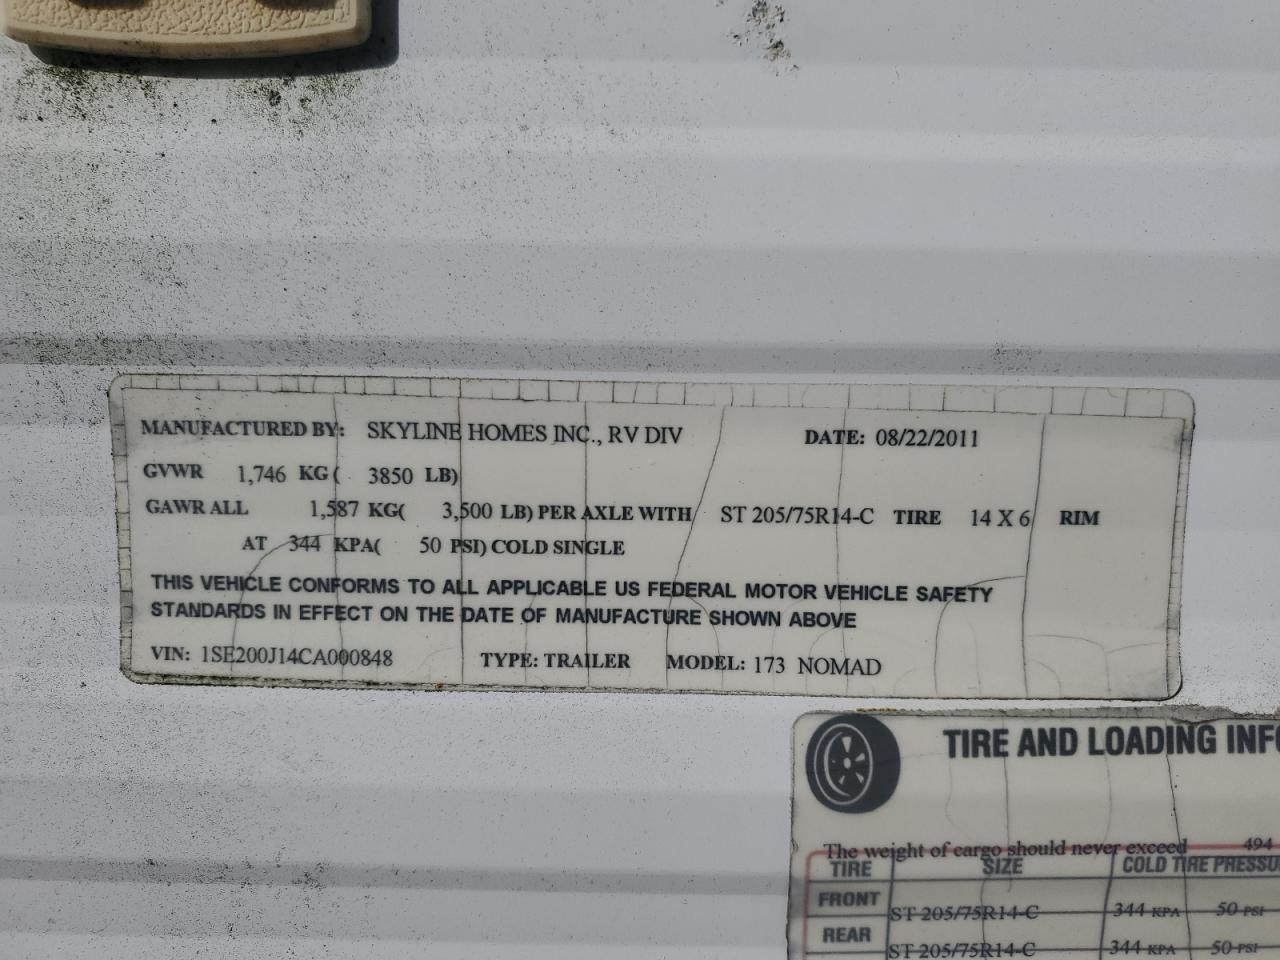 MANUFACTURED BY: SKYLINE HOMES INC., RV DIV DATE: 08/22/2011
GVWR 1,746 KG ( 3850 LB)
GAWR ALL 1,587 KG( 3,500 LB) PER AXLE WITH ST 205/75R14-C TIRE 14 X 6 RIM
AT 344 KPA( 50 PSI) COLD SINGLE
THIS VEHICLE CONFORMS TO ALL APPLICABLE US FEDERAL MOTOR VEHICLE SAFETY
STANDARDS IN EFFECT ON THE DATE OF MANUFACTURE SHOWN ABOVE
VIN: 1SE200J14CA000848 TYPE: TRAILER MODEL: 173 NOMAD
TIRE AND LOADING
The weight of cargo should never exceed 494
TIRE SIZE COLD TIRE
FRONT ST 205/75R14-C 344 KPA 50 PSI
REAR ST 205/75R14-C 344 KPA 50 PSI